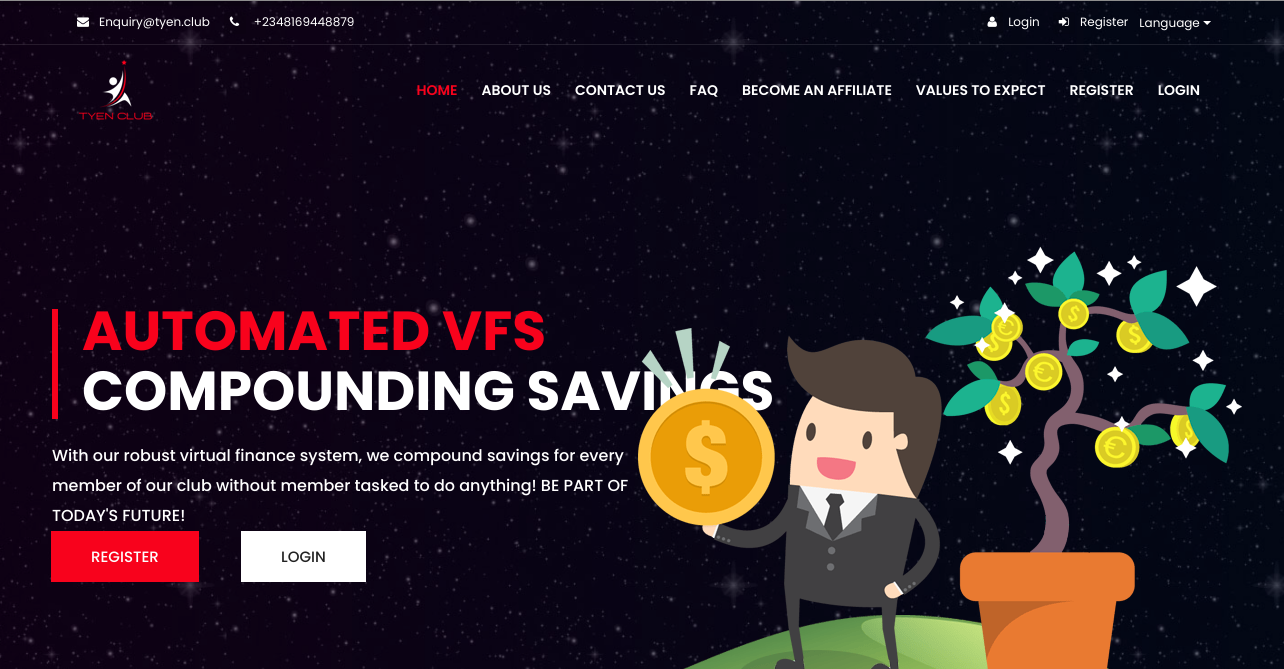 Enquiry@tyen.club +2348169448879 Login Register Language
TYEN CLUB
HOME ABOUT US CONTACT US FAQ BECOME AN AFFILIATE VALUES TO EXPECT REGISTER LOGIN
AUTOMATED VFS
COMPOUNDING SAVINGS
With our robust virtual finance system, we compound savings for every
member of our club without member tasked to do anything! BE PART OF
TODAY'S FUTURE!
REGISTER LOGIN